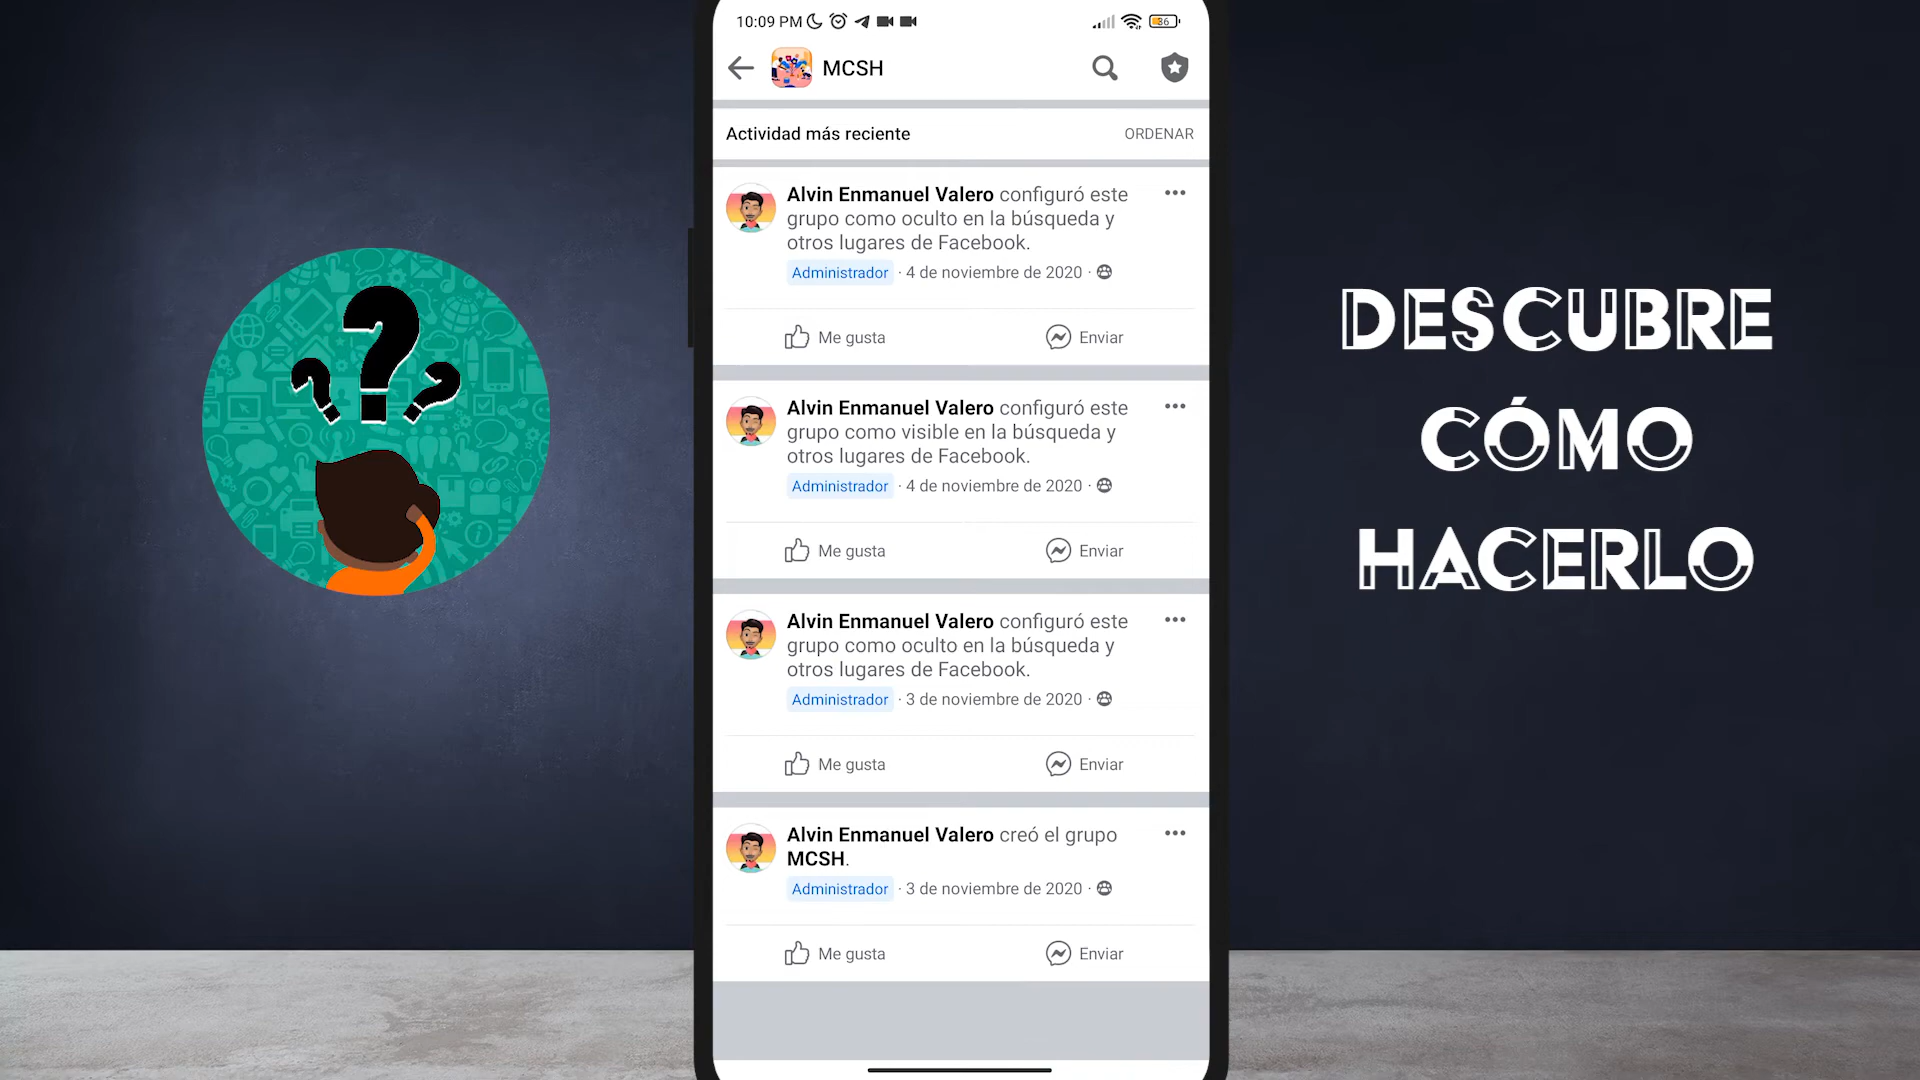 10:09 PM
36
MCSH
Actividad más reciente
ORDENAR
Alvin Enmanuel Valero configuró este
grupo como oculto en la búsqueda y
otros lugares de Facebook.
Administrador · 4 de noviembre de 2020 ·
Me gusta
Enviar
Alvin Enmanuel Valero configuró este
grupo como visible en la búsqueda y
otros lugares de Facebook.
Administrador · 4 de noviembre de 2020 ·
Me gusta
Enviar
Alvin Enmanuel Valero configuró este
grupo como oculto en la búsqueda y
otros lugares de Facebook.
Administrador · 3 de noviembre de 2020 ·
Me gusta
Enviar
Alvin Enmanuel Valero creó el grupo
MCSH.
Administrador · 3 de noviembre de 2020 ·
Me gusta
Enviar
???
DESCUBRE
CÓMO
HACERLO